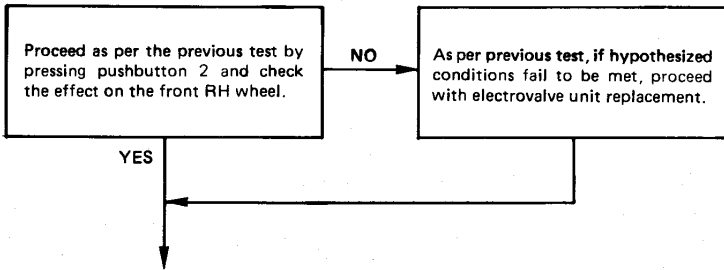 Proceed as per the previous test by
pressing pushbutton 2 and check
the effect on the front RH wheel.
NO
As per previous test, if hypothesized
conditions fail to be met, proceed
with electrovalve unit replacement.
YES